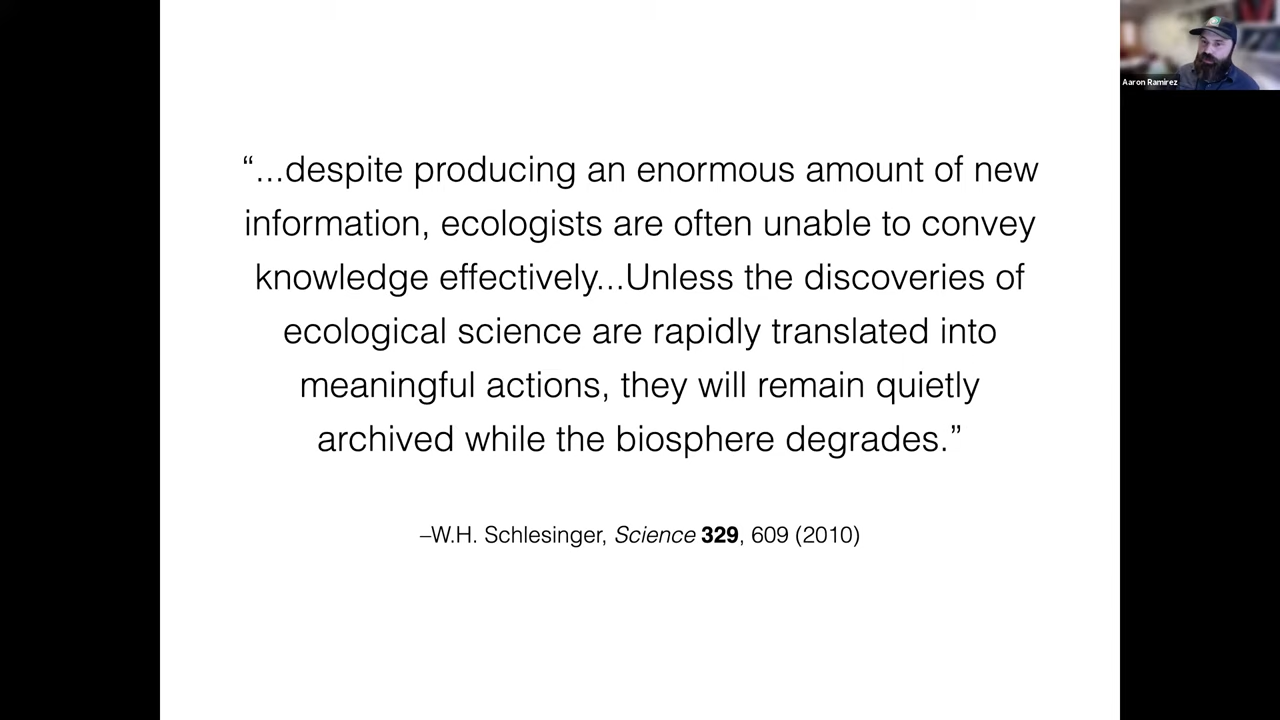 “...despite producing an enormous amount of new
information, ecologists are often unable to convey
knowledge effectively...Unless the discoveries of
ecological science are rapidly translated into
meaningful actions, they will remain quietly
archived while the biosphere degrades.”
–W.H. Schlesinger, Science 329, 609 (2010)
Aaron Ramirez